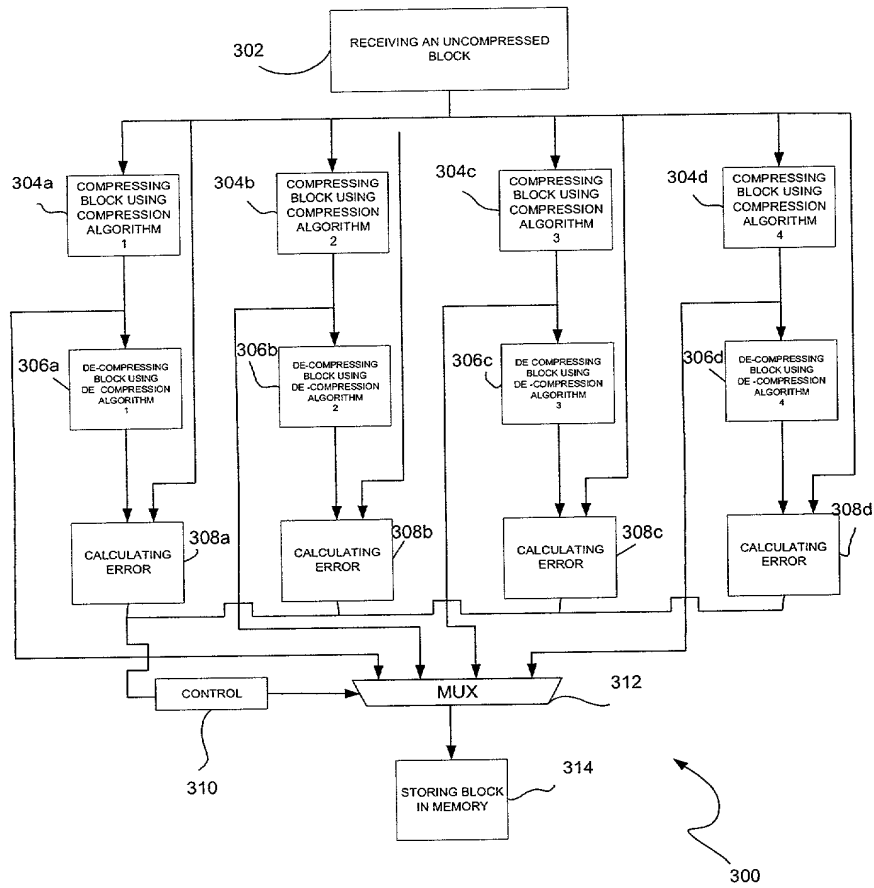 RECEIVING AN UNCOMPRESSED
BLOCK
302
304a
COMPRESSING
BLOCK USING
COMPRESSION
ALGORITHM
1
304b
COMPRESSING
BLOCK USING
COMPRESSION
ALGORITHM
2
304c
COMPRESSING
BLOCK USING
COMPRESSION
ALGORITHM
3
304d
COMPRESSING
BLOCK USING
COMPRESSION
ALGORITHM
4
306a
DE-COMPRESSING
BLOCK USING
DE COMPRESSION
ALGORITHM
1
306b
DE-COMPRESSING
BLOCK USING
DE-COMPRESSION
ALGORITHM
2
306c
DE COMPRESSING
BLOCK USING
DE -COMPRESSION
ALGORITHM
3
306d
DE-COMPRESSING
BLOCK USING
DE -COMPRESSION
ALGORITHM
4
CALCULATING
ERROR
308a
CALCULATING
ERROR
308b
CALCULATING
ERROR
308c
CALCULATING
ERROR
308d
CONTROL
310
MUX
312
STORING BLOCK
IN MEMORY
314
300